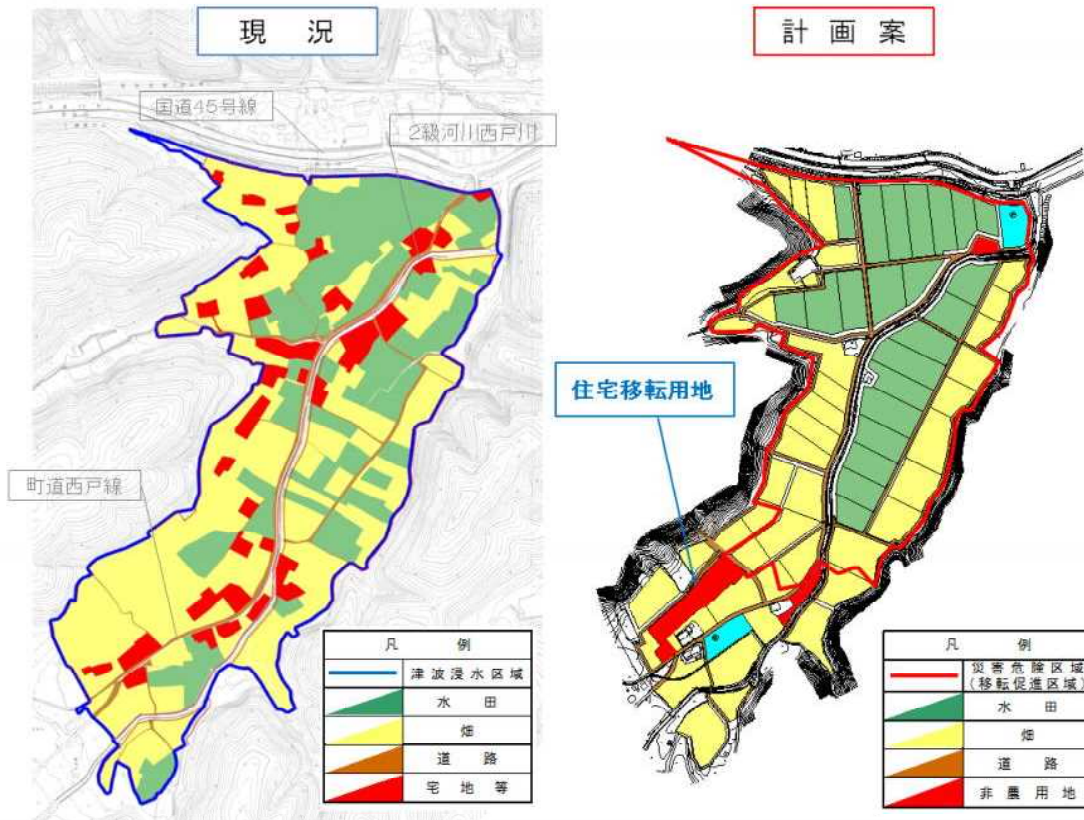 現 況
計 画 案
国道45号線
2級河川西戸川
住宅移転用地
町道西戸線
凡 例
津波浸水区域
水 田
畑
道 路
宅 地 等
凡 例
災害危険区域
(移転促進区域)
水 田
畑
道 路
非 農 用 地